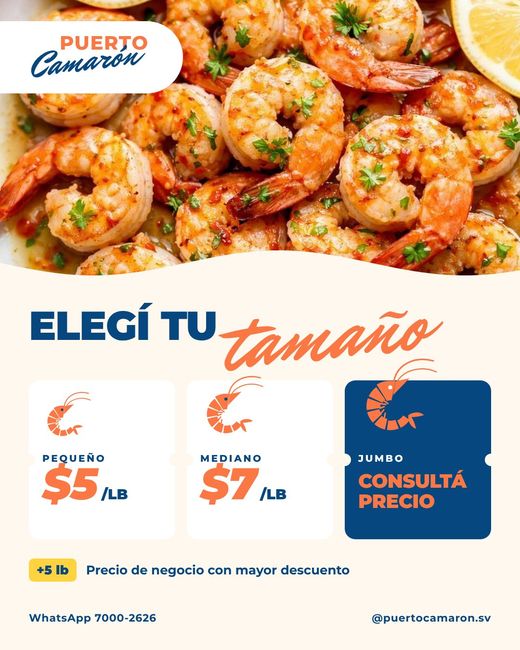 PUERTO
Camarón
ELEGÍ TU tamaño
PEQUEÑO
$5 /LB
MEDIANO
$7 /LB
JUMBO
CONSULTÁ
PRECIO
+5 lb Precio de negocio con mayor descuento
WhatsApp 7000-2626
@puertocamaron.sv